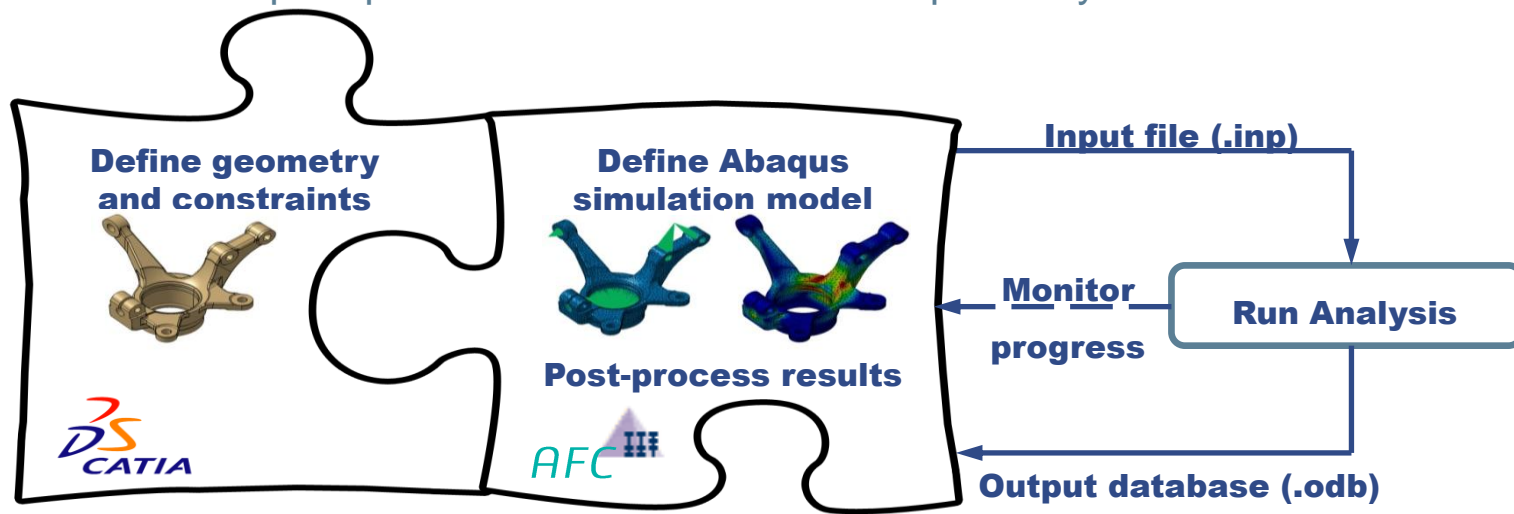 Define geometry
and constraints
CATIA
Define Abaqus
simulation model
Post-process results
AFC
Input file (.inp)
Monitor
progress
Run Analysis
Output database (.odb)